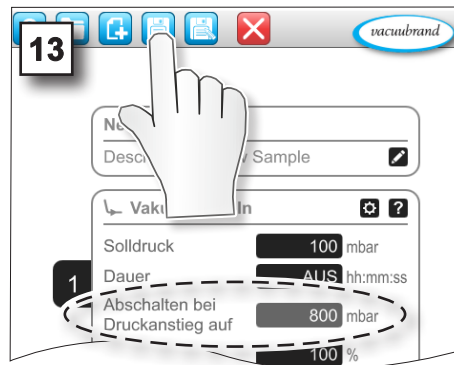 13
vacuubrand
Ne
Desc Sample
Vaku In
Solldruck 100 mbar
1
Dauer AUS hh:mm:ss
Abschalten bei
Druckanstieg auf 800 mbar
100 %